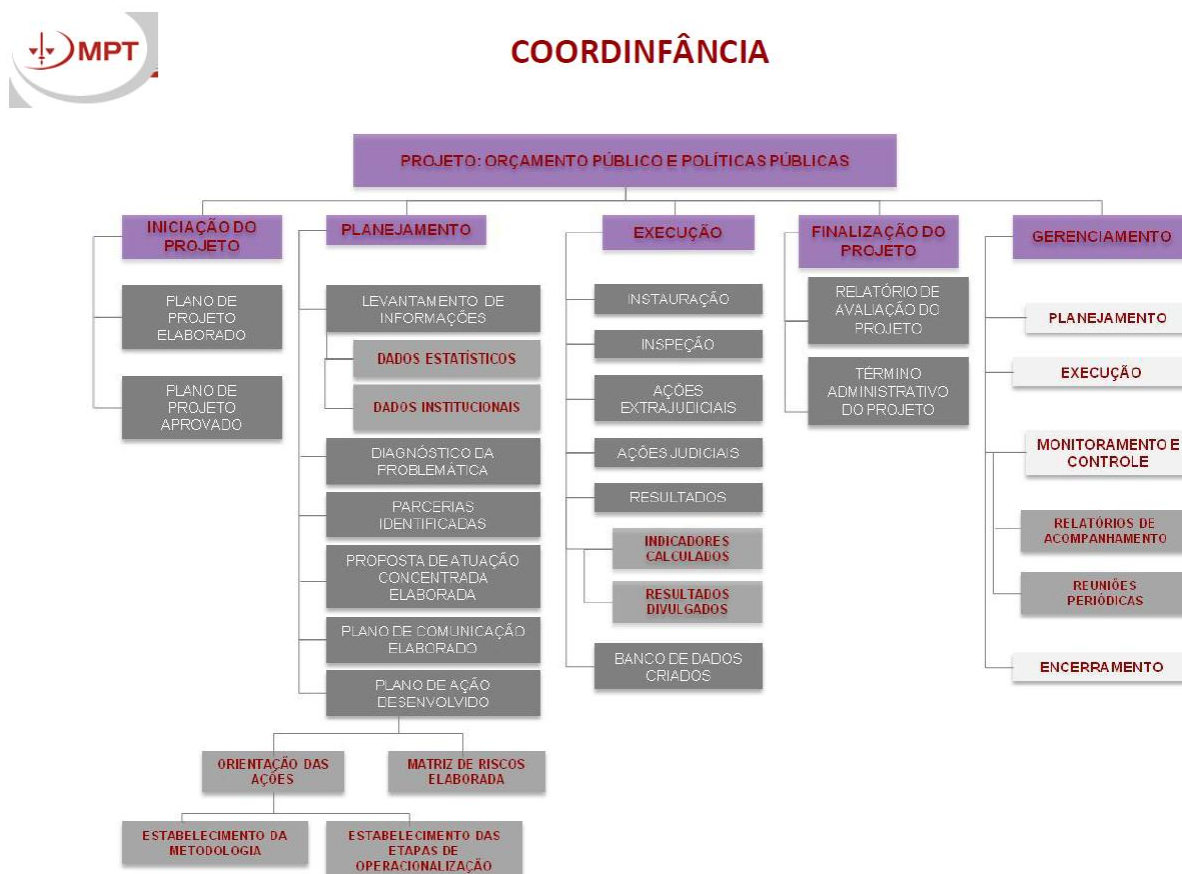 MPT
COORDINFÂNCIA
PROJETO: ORÇAMENTO PÚBLICO E POLÍTICAS PÚBLICAS
INICIAÇÃO DO
PROJETO
PLANO DE
PROJETO
ELABORADO
PLANO DE
PROJETO
APROVADO
PLANEJAMENTO
LEVANTAMENTO DE
INFORMAÇÕES
DADOS ESTATÍSTICOS
DADOS INSTITUCIONAIS
DIAGNÓSTICO DA
PROBLEMÁTICA
PARCERIAS
IDENTIFICADAS
PROPOSTA DE ATUAÇÃO
CONCENTRADA
ELABORADA
PLANO DE COMUNICAÇÃO
ELABORADO
PLANO DE AÇÃO
DESENVOLVIDO
ORIENTAÇÃO DAS
AÇÕES
MATRIZ DE RISCOS
ELABORADA
ESTABELECIMENTO DA
METODOLOGIA
ESTABELECIMENTO DAS
ETAPAS DE
OPERACIONALIZAÇÃO
EXECUÇÃO
INSTAURAÇÃO
INSPEÇÃO
AÇÕES
EXTRAJUDICIAIS
AÇÕES JUDICIAIS
RESULTADOS
INDICADORES
CALCULADOS
RESULTADOS
DIVULGADOS
BANCO DE DADOS
CRIADOS
FINALIZAÇÃO DO
PROJETO
RELATÓRIO DE
AVALIAÇÃO DO
PROJETO
TÉRMINO
ADMINISTRATIVO
DO PROJETO
GERENCIAMENTO
PLANEJAMENTO
EXECUÇÃO
MONITORAMENTO E
CONTROLE
RELATÓRIOS DE
ACOMPANHAMENTO
REUNIÕES
PERIÓDICAS
ENCERRAMENTO